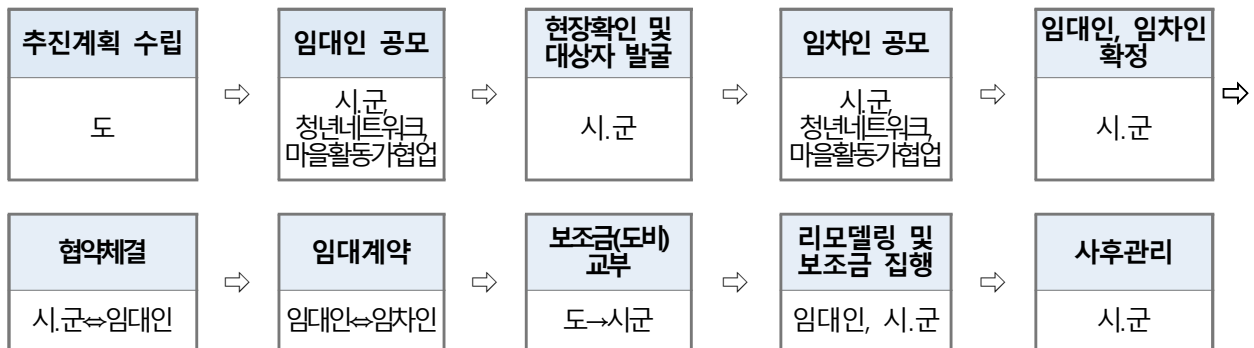 추진계획 수립
도
⇨
임대인 공모
시.군,
청년네트워크,
마을활동가협업
⇨
현장확인 및
대상자 발굴
시.군
⇨
임차인 공모
시.군,
청년네트워크,
마을활동가협업
⇨
임대인, 임차인
확정
시.군
⇨
협약체결
시.군⇔임대인
⇨
임대계약
임대인⇔임차인
⇨
보조금(도비)
교부
도→시군
⇨
리모델링 및
보조금 집행
임대인, 시.군
⇨
사후관리
시.군